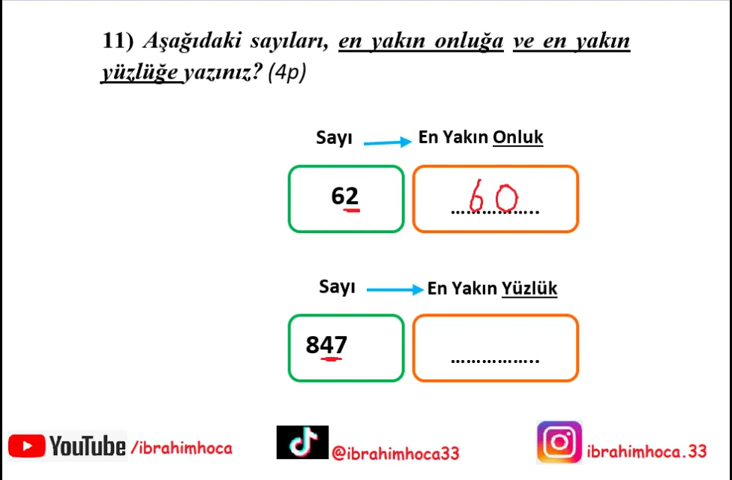 11) Aşağıdaki sayıları, en yakın onluğa ve en yakın
yüzlüğe yazınız? (4p)
Sayı En Yakın Onluk
62 60
Sayı En Yakın Yüzlük
847 .................
YouTube /ibrahimhoca @ibrahimhoca33 ibrahimhoca.33